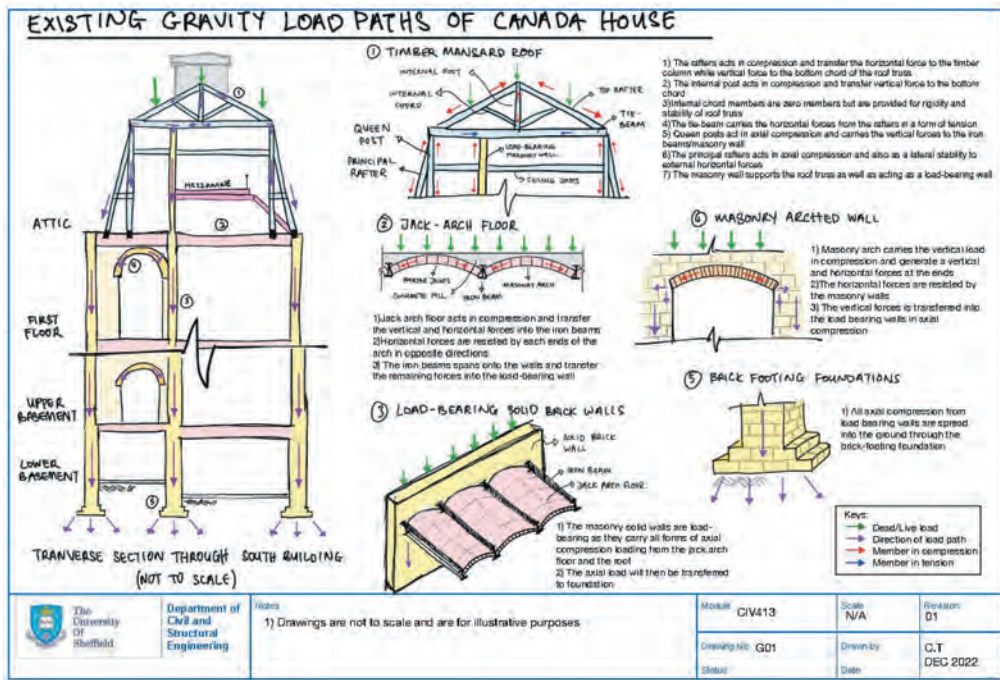 EXISTING GRAVITY LOAD PATHS OF CANADA HOUSE
① TIMBER MANSARD ROOF
INTERNAL POST
INTERNAL
CHORD
TOP RAFTER
TIE-
BEAM
QUEEN
POST
LOAD-BEARING
MASONRY WALL
PRINCIPAL
RAFTER
CEILING JOISTS
1) The rafters acts in compression and transfer the horizontal force to the timber
column while vertical force to the bottom chord of the roof truss
2) The internal post acts in compression and transfer vertical force to the bottom
chord
3)Internal chord members are zero members but are provided for rigidity and
stability of roof truss
4)The tie-beam carries the horizontal forces from the rafters in a form of tension
5) Queen posts act in axial compression and carries the vertical forces to the iron
beams/masonry wall
6)The principal rafters act in axial compression and also as a lateral stability to
external horizontal forces
7) The masonry wall supports the roof truss as well as acting as a load-bearing wall
①
MEZZANINE
ATTIC
②
④
③
FIRST
FLOOR
UPPER
BASEMENT
LOWER
BASEMENT
⑤
TRANVERSE SECTION THROUGH SOUTH BUILDING
(NOT TO SCALE)
② JACK-ARCH FLOOR
MORTAR JOINTS
CONCRETE FILL
IRON BEAM
MASONRY ARCH
1)Jack arch floor acts in compression and transfer
the vertical and horizontal forces into the iron beams
2)Horizontal forces are resisted by each ends of the
arch in opposite directions
3) The iron beams spans onto the walls and transfer
the remaining forces into the load-bearing wall
③ LOAD-BEARING SOLID BRICK WALLS
SOLID BRICK
WALL
IRON BEAM
JACK ARCH FLOOR
1) The masonry solid walls are load-
bearing as they carry all forms of axial
compression loading from the jack arch
floor and the roof
2) The axial load will then be transferred
to foundation
⑥ MASONRY ARCHED WALL
1) Masonry arch carries the vertical load
in compression and generate a vertical
and horizontal forces at the ends
2)The horizontal forces are resisted by
the masonry walls
3) The vertical forces is transferred into
the load bearing walls in axial
compression
⑤ BRICK FOOTING FOUNDATIONS
1) All axial compression from
load bearing walls are spread
into the ground through the
brick-footing foundation
Keys:
Dead/Live load
Direction of load path
Member in compression
Member in tension
The
University
Of
Sheffield.
Department of
Civil and
Structural
Engineering
Notes
1) Drawings are not to scale and are for illustrative purposes
Module CIV413
Scale
N/A
Revision
01
Drawing No G01
Drawn by
C.T
Status
Date
DEC 2022